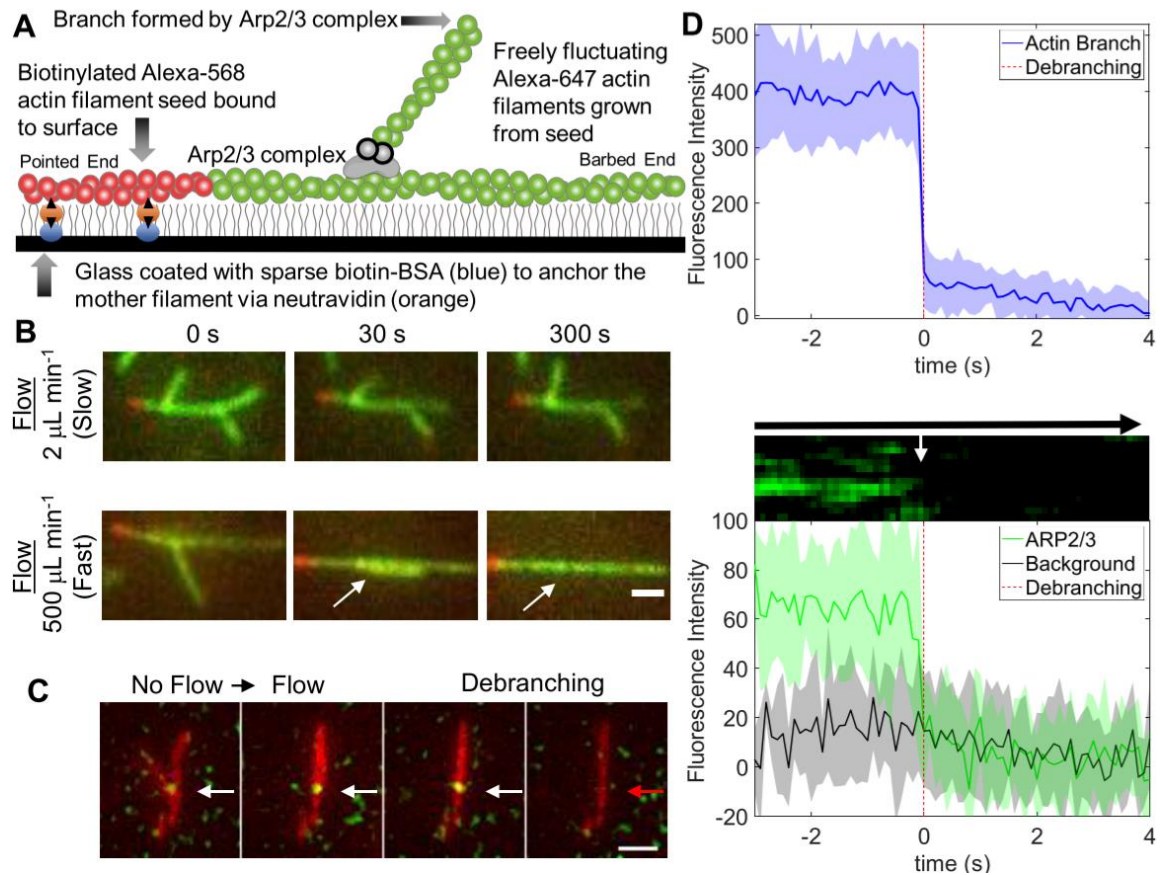 A
Branch formed by Arp2/3 complex
Biotinylated Alexa-568
actin filament seed bound
to surface
Freely fluctuating
Alexa-647 actin
filaments grown
from seed
Pointed End
Arp2/3 complex
Barbed End
Glass coated with sparse biotin-BSA (blue) to anchor the
mother filament via neutravidin (orange)
B
0 s
30 s
300 s
Flow
2 μL min⁻¹
(Slow)
Flow
500 μL min⁻¹
(Fast)
C
No Flow
Flow
Debranching
D
Fluorescence Intensity
500
400
300
200
100
0
Actin Branch
Debranching
-2
0
2
4
time (s)
Fluorescence Intensity
100
80
60
40
20
0
-20
ARP2/3
Background
Debranching
-2
0
2
4
time (s)